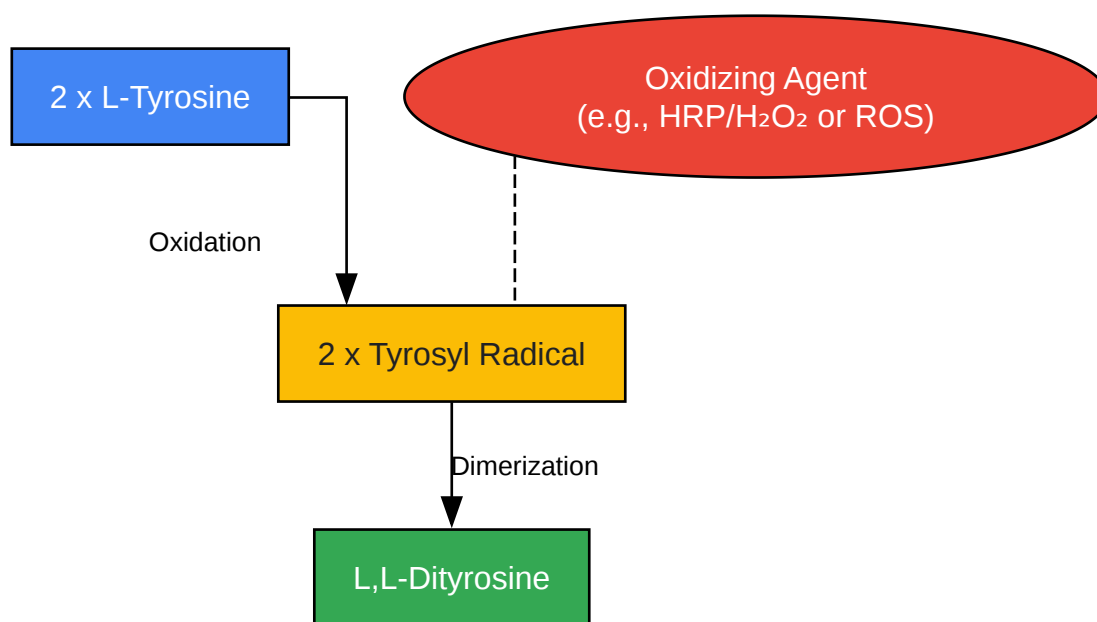 2 x L-Tyrosine
Oxidizing Agent
(e.g., HRP/H₂O₂ or ROS)
Oxidation
2 x Tyrosyl Radical
Dimerization
L,L-Dityrosine